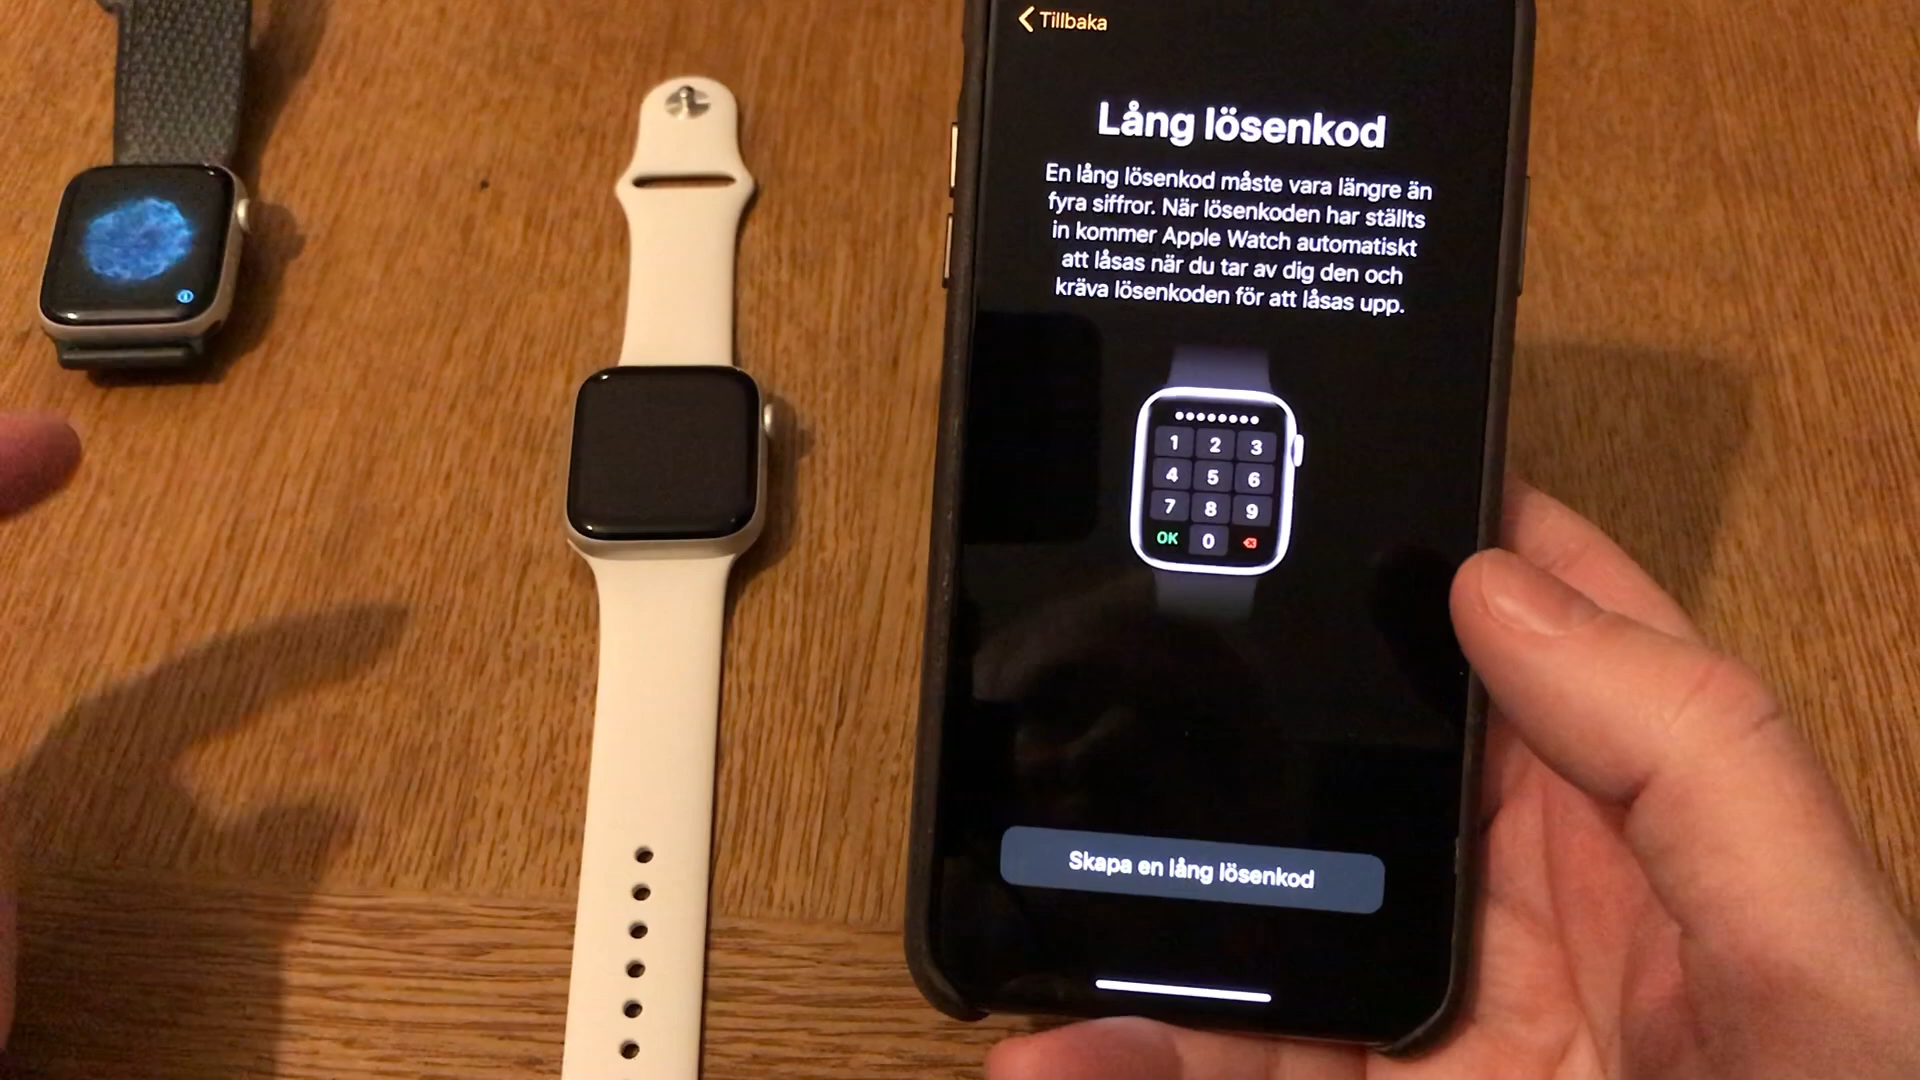 Tillbaka
Lång lösenkod
En lång lösenkod måste vara längre än
fyra siffror. När lösenkoden har ställts
in kommer Apple Watch automatiskt
att låsas när du tar av dig den och
kräva lösenkoden för att låsas upp.
1 2 3
4 5 6
7 8 9
OK 0
Skapa en lång lösenkod